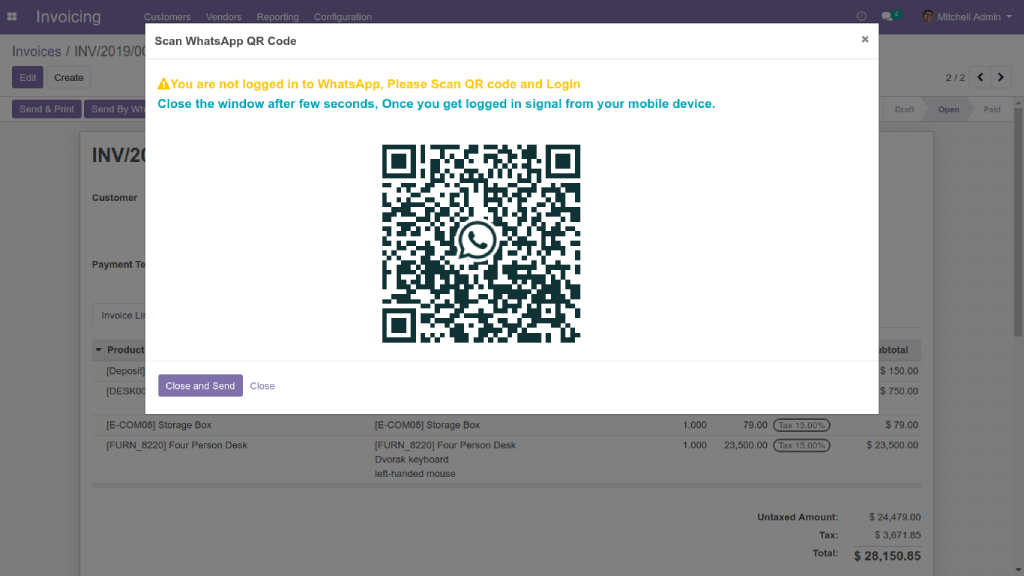 Invoicing Customers Vendors Reporting Configuration 4 Mitchell Admin
Scan WhatsApp QR Code ×
Invoices / INV/2019/00
Edit Create 2 / 2
⚠You are not logged in to WhatsApp, Please Scan QR code and Login
Close the window after few seconds, Once you get logged in signal from your mobile device.
Send & Print Send By Wh Draft Open Paid
INV/20
Customer
Payment Te
Invoice Lin
Product ubtotal
[Deposit] $ 150.00
[DESK00 $ 750.00
Close and Send Close
[E-COM08] Storage Box [E-COM08] Storage Box 1.000 79.00 Tax 15.00% $ 79.00
[FURN_8220] Four Person Desk [FURN_8220] Four Person Desk 1.000 23,500.00 Tax 15.00% $ 23,500.00
Dvorak keyboard
left-handed mouse
Untaxed Amount: $ 24,479.00
Tax: $ 3,671.85
Total: $ 28,150.85